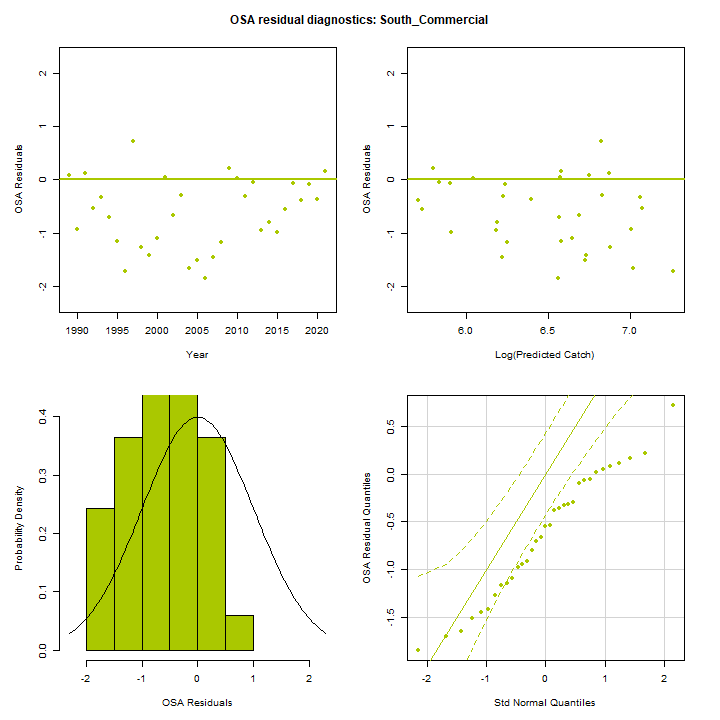 OSA residual diagnostics: South_Commercial
OSA Residuals
2
1
0
-1
-2
1990 1995 2000 2005 2010 2015 2020
Year
OSA Residuals
2
1
0
-1
-2
6.0 6.5 7.0
Log(Predicted Catch)
Probability Density
0.4
0.3
0.2
0.1
0.0
-2 -1 0 1 2
OSA Residuals
OSA Residual Quantiles
0.5
0.0
-0.5
-1.0
-1.5
-2 -1 0 1 2
Std Normal Quantiles